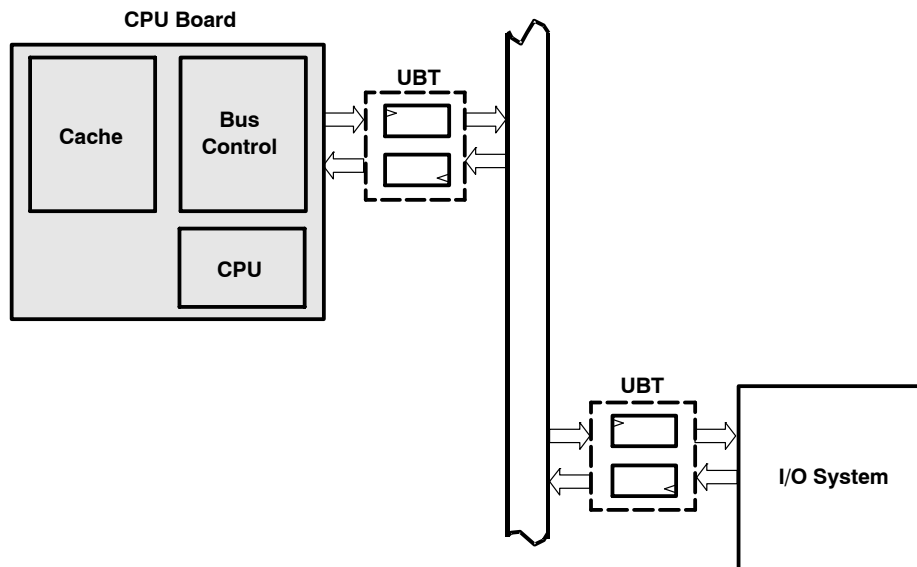 CPU Board
UBT
Cache
Bus
Control
CPU
UBT
I/O System